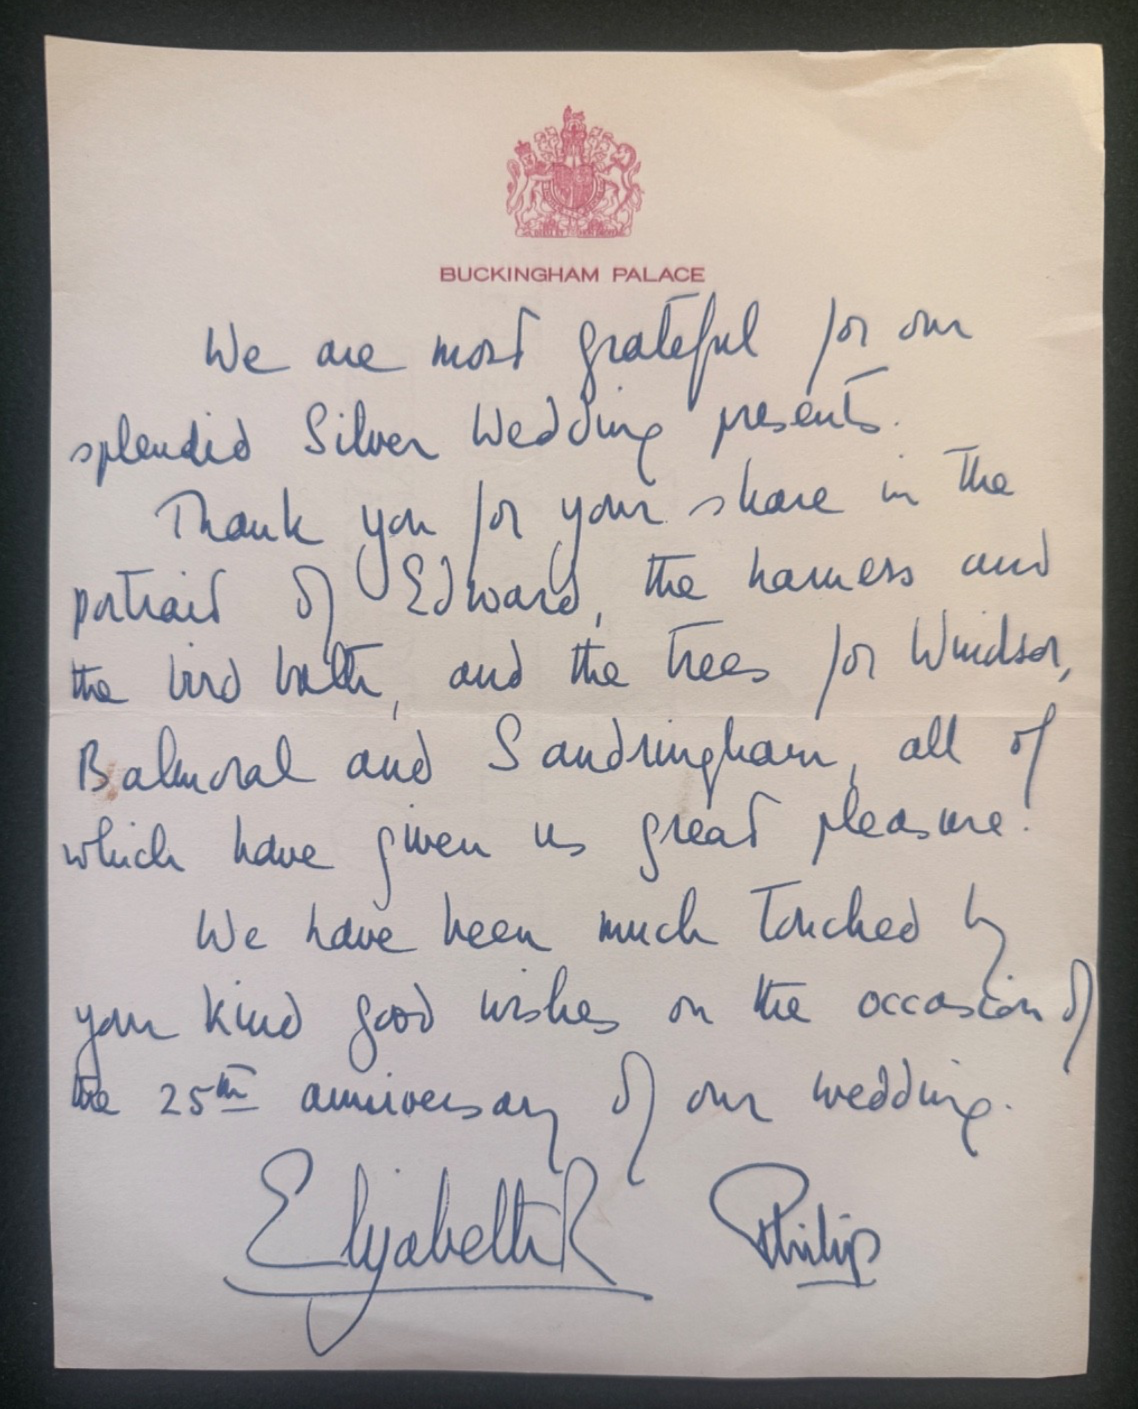 BUCKINGHAM PALACE
We are most grateful for our
splendid Silver Wedding presents.
Thank you for your share in the
portrait of Edward, the harness and
the bird bath, and the trees for Windsor,
Balmoral and Sandringham, all of
which have given us great pleasure!
We have been much touched by
your kind good wishes on the occasion of
the 25th anniversary of our wedding.
Elizabeth R Philip